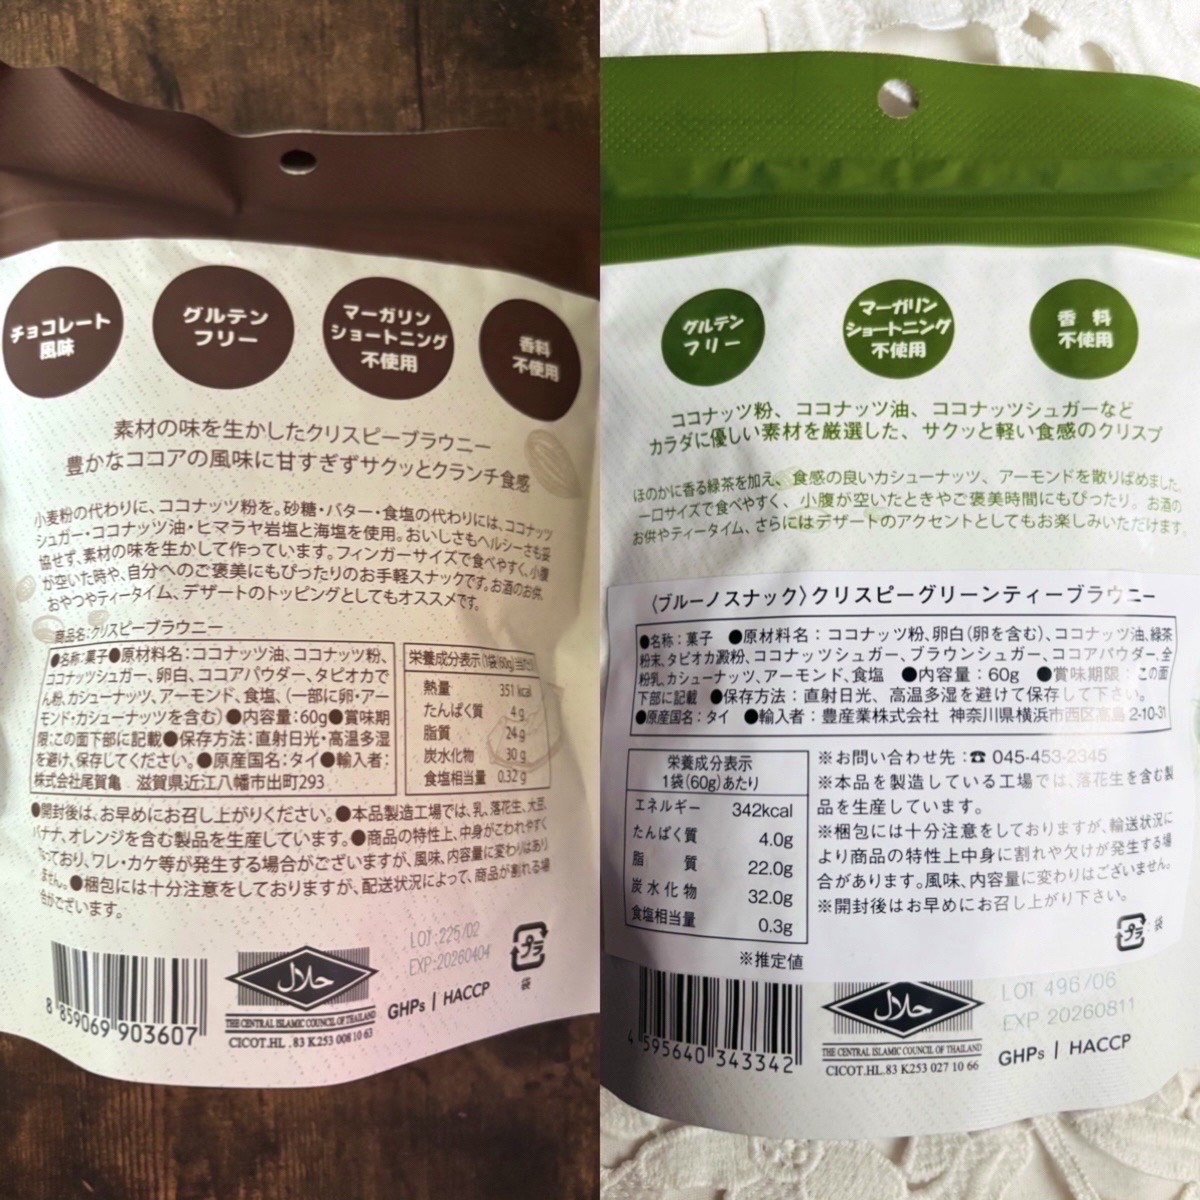 チョコレート
風味
グルテン
フリー
マーガリン
ショートニング
不使用
香料
不使用
素材の味を生かしたクリスピーブラウニー
豊かなココアの風味に甘すぎずサクッとクランチ食感
小麦粉の代わりに、ココナッツ粉を。砂糖・バター・食塩の代わりには、ココナッツ
シュガー・ココナッツ油・ヒマラヤ岩塩と海塩を使用。おいしさもヘルシーさも妥
協せず、素材の味を生かして作っています。フィンガーサイズで食べやすく、小腹
が空いた時や、自分へのご褒美にもぴったりのお手軽スナックです。お酒のお供、
おやつやティータイム、デザートのトッピングとしてもオススメです。
商品名:クリスピーブラウニー
●名称:菓子●原材料名:ココナッツ油、ココナッツ粉、
ココナッツシュガー、卵白、ココアパウダー、タピオカで
ん粉、カシューナッツ、アーモンド、食塩、(一部に卵・アー
モンド・カシューナッツを含む)●内容量:60g●賞味期
限:この面下部に記載●保存方法:直射日光・高温多湿
を避け、保存してください。●原産国名:タイ●輸入者:
株式会社尾賀亀 滋賀県近江八幡市出町293
栄養成分表示(1袋(60g)当たり)
熱量 351 kcal
たんぱく質 4 g
脂質 24 g
炭水化物 30 g
食塩相当量 0.32 g
●開封後は、お早めにお召し上がりください。●本品製造工場では、乳、落花生、大豆、
バナナ、オレンジを含む製品を生産しています。●商品の特性上、中身がこわれやすく
なっており、ワレ・カケ等が発生する場合がございますが、風味、内容量に変わりはあり
ません。●梱包には十分注意をしておりますが、配送状況によって、商品が割れる場
合がございます。
LOT:225/02
EXP:20260404
プラ
袋
8 859069 903607
حلال
THE CENTRAL ISLAMIC COUNCIL OF THAILAND
CICOT.HL. 83 K253 008 10 63
GHPs | HACCP
グルテン
フリー
マーガリン
ショートニング
不使用
香料
不使用
ココナッツ粉、ココナッツ油、ココナッツシュガーなど
カラダに優しい素材を厳選した、サクッと軽い食感のクリスプ
ほのかに香る緑茶を加え、食感の良いカシューナッツ、アーモンドを散りばめました。
一口サイズで食べやすく、小腹が空いたときやご褒美時間にもぴったり。お酒の
お供やティータイム、さらにはデザートのアクセントとしてもお楽しみいただけます。
〈ブルーノスナック〉クリスピーグリーンティーブラウニー
●名称:菓子 ●原材料名:ココナッツ粉、卵白(卵を含む)、ココナッツ油、緑茶
粉末、タピオカ澱粉、ココナッツシュガー、ブラウンシュガー、ココアパウダー、全
粉乳、カシューナッツ、アーモンド、食塩 ●内容量:60g ●賞味期限:この面
下部に記載 ●保存方法:直射日光、高温多湿を避けて保存して下さい。
●原産国名:タイ ●輸入者:豊産業株式会社 神奈川県横浜市西区高島2-10-31
栄養成分表示
1袋(60g)あたり
エネルギー 342kcal
たんぱく質 4.0g
脂質 22.0g
炭水化物 32.0g
食塩相当量 0.3g
※推定値
※お問い合わせ先:☎ 045-453-2345
※本品を製造している工場では、落花生を含む製
品を生産しています。
※梱包には十分注意をしておりますが、輸送状況に
より商品の特性上中身に割れや欠けが発生する場
合があります。風味、内容量に変わりはございません。
※開封後はお早めにお召し上がり下さい。
プラ
:袋
4 595640 343342
حلال
THE CENTRAL ISLAMIC COUNCIL OF THAILAND
CICOT.HL. 83 K253 027 10 66
LOT 496/06
EXP 20260811
GHPs | HACCP